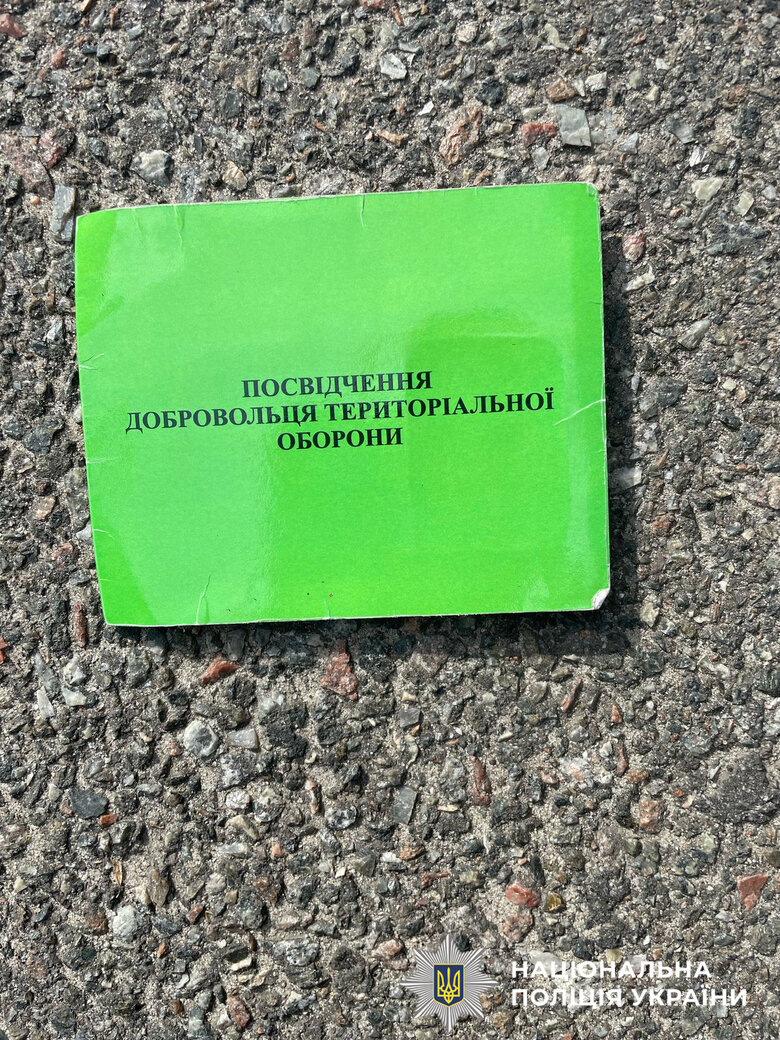 ПОСВІДЧЕННЯ
ДОБРОВОЛЬЦЯ ТЕРИТОРІАЛЬНОЇ
ОБОРОНИ
НАЦІОНАЛЬНА
ПОЛІЦІЯ УКРАЇНИ